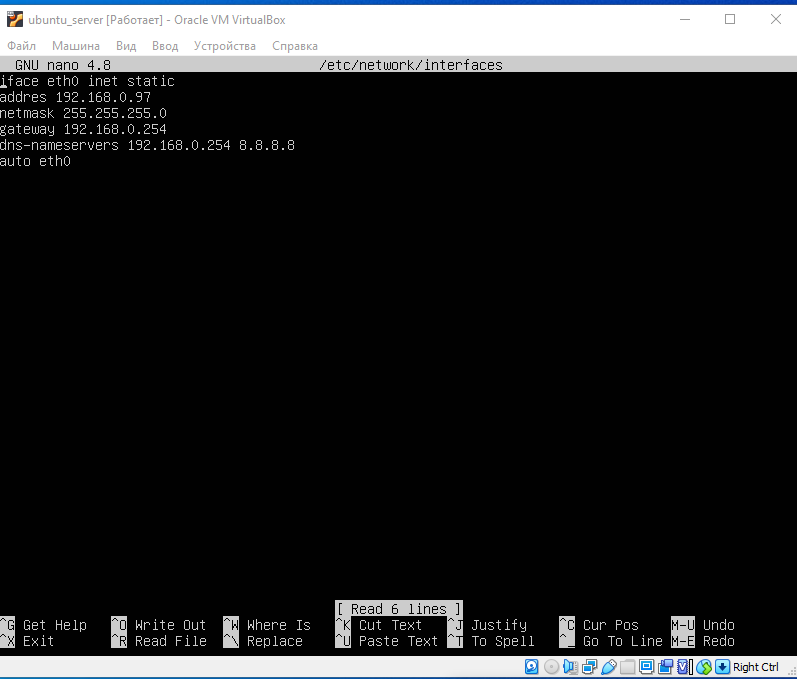 ubuntu_server [Работает] - Oracle VM VirtualBox
Файл Машина Вид Ввод Устройства Справка
GNU nano 4.8 /etc/network/interfaces
iface eth0 inet static
addres 192.168.0.97
netmask 255.255.255.0
gateway 192.168.0.254
dns-nameservers 192.168.0.254 8.8.8.8
auto eth0
[ Read 6 lines ]
^G Get Help ^O Write Out ^W Where Is ^K Cut Text ^J Justify ^C Cur Pos M-U Undo
^X Exit ^R Read File ^\ Replace ^U Paste Text ^T To Spell ^_ Go To Line M-E Redo
Right Ctrl